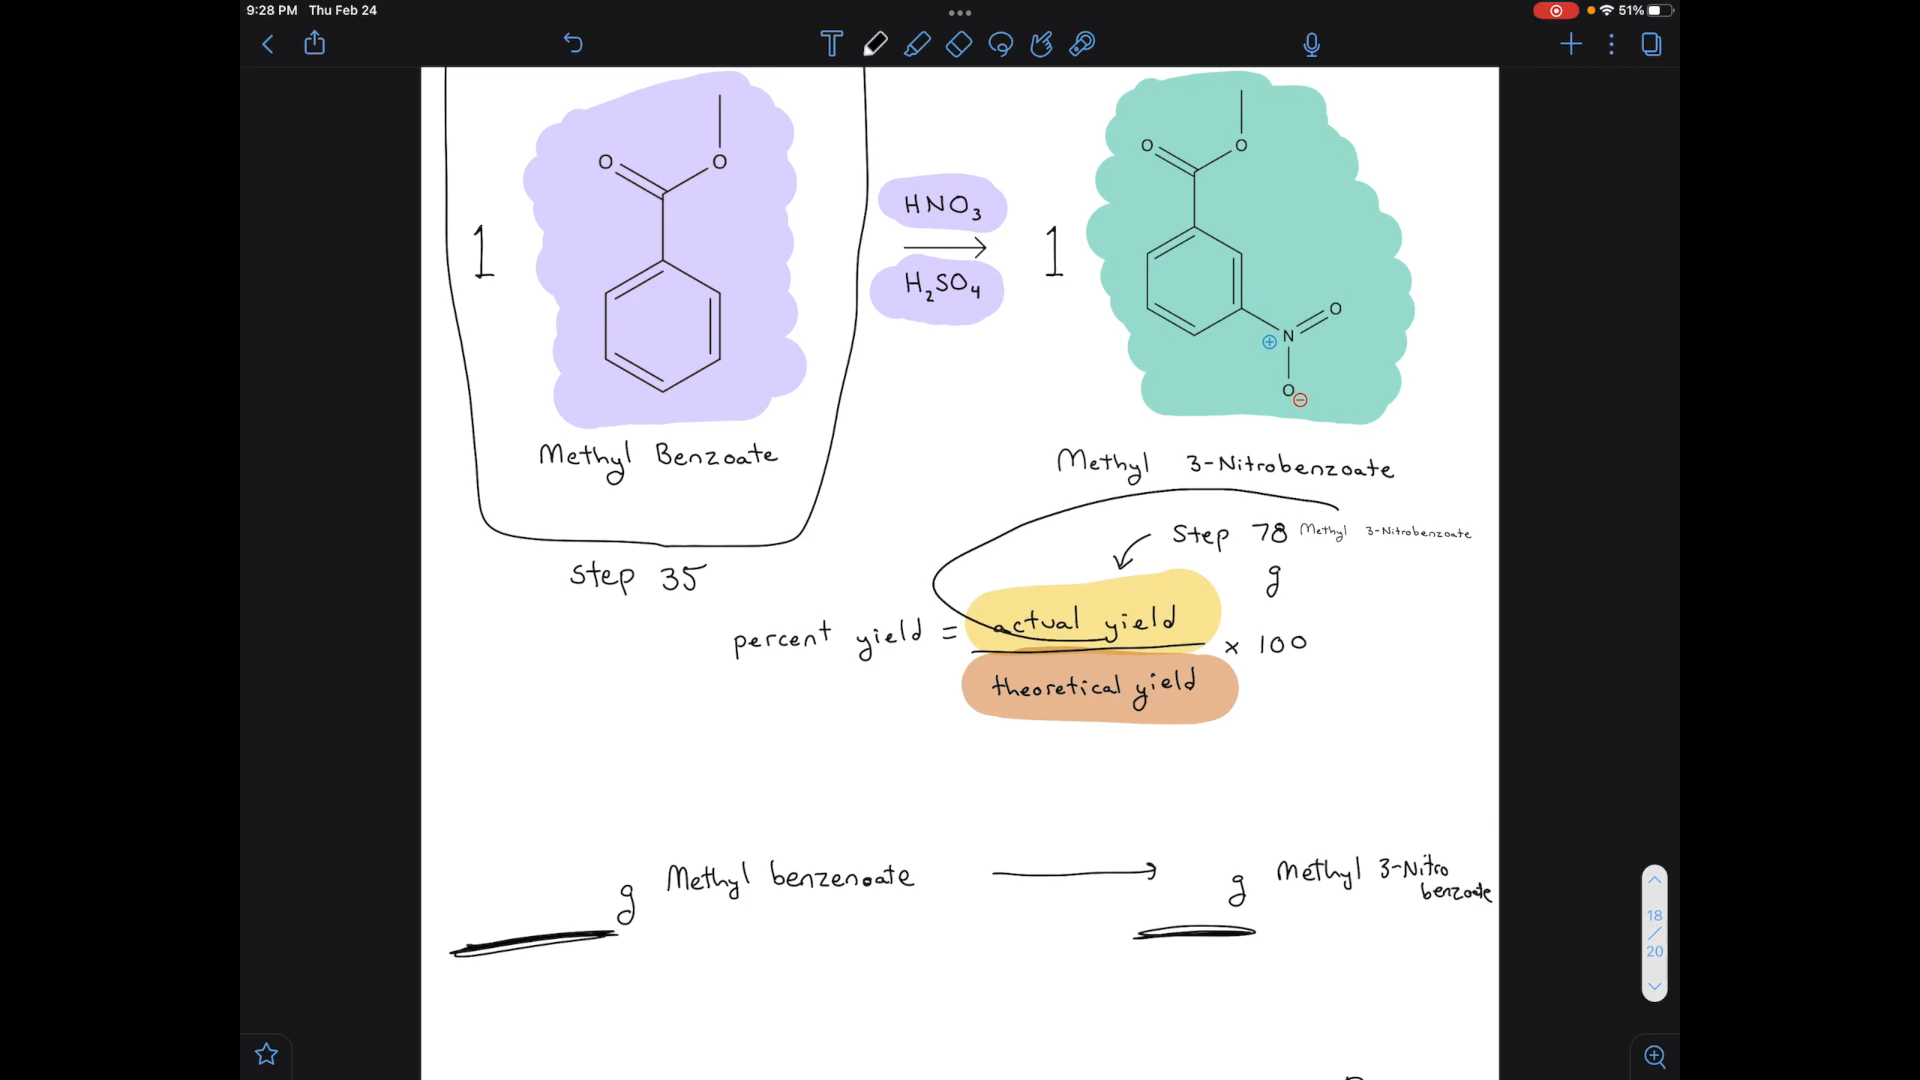 9:28 PM Thu Feb 24
51%
T
O
O
1
HNO3
H2SO4
1
O
O
N
O
⊕
O
⊖
Methyl Benzoate
Methyl 3-Nitrobenzoate
Step 35
Step 78 Methyl 3-Nitrobenzoate
g
percent yield = actual yield
x 100
theoretical yield
g Methyl benzenoate
g Methyl 3-Nitro
benzoate
18
/
20